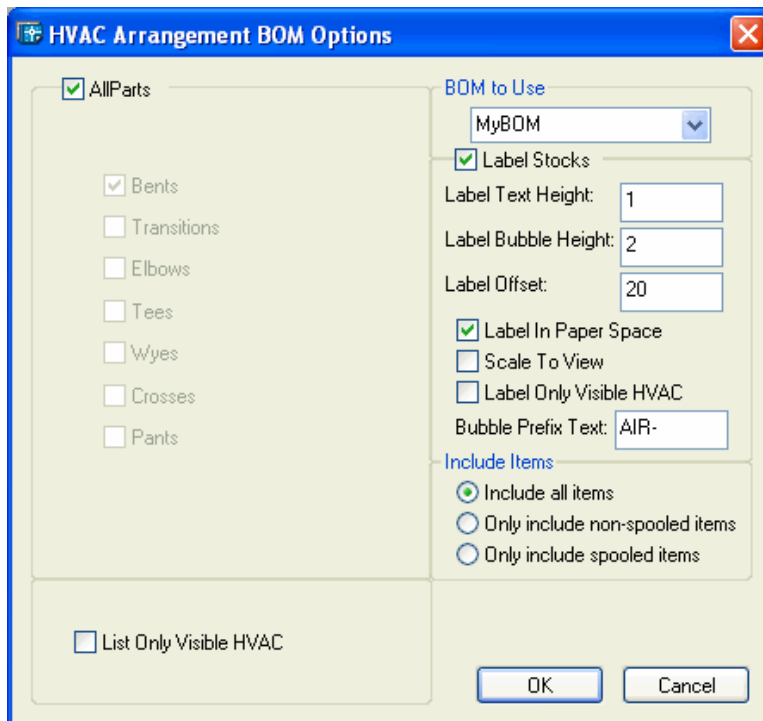 HVAC Arrangement BOM Options
AllParts
Bents
Transitions
Elbows
Tees
Wyes
Crosses
Pants
List Only Visible HVAC
BOM to Use
MyBOM
Label Stocks
Label Text Height: 1
Label Bubble Height: 2
Label Offset: 20
Label In Paper Space
Scale To View
Label Only Visible HVAC
Bubble Prefix Text: AIR-
Include Items
Include all items
Only include non-spooled items
Only include spooled items
OK Cancel